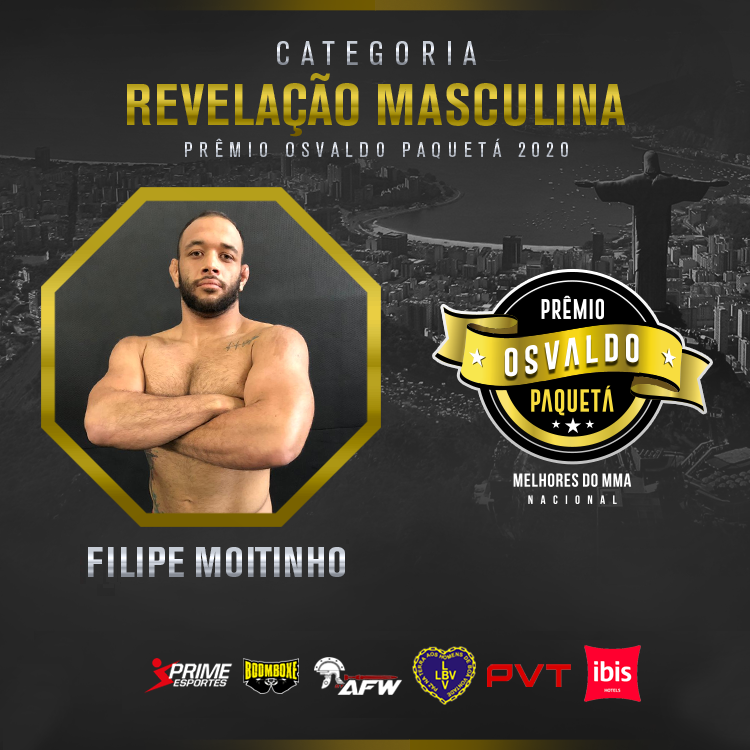 CATEGORIA
REVELAÇÃO MASCULINA
PRÊMIO OSVALDO PAQUETÁ 2020
PRÊMIO
OSVALDO
PAQUETÁ
MELHORES DO MMA
NACIONAL
FILIPE MOITINHO
PRIME
ESPORTES
BOOMBOXE
AFW
LBV
PVT
ibis
HOTELS